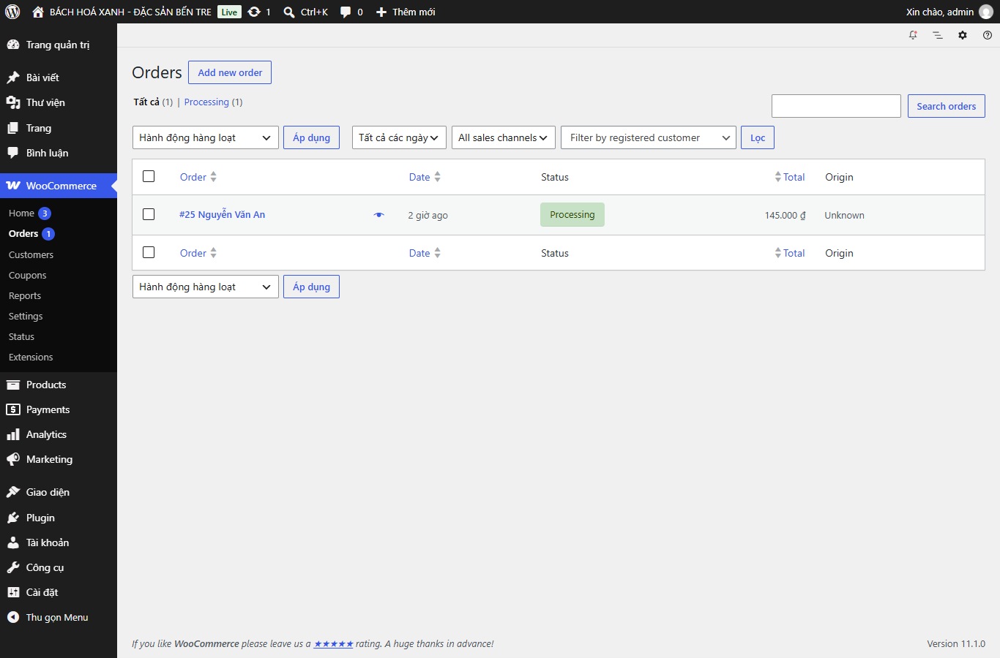 BÁCH HOÁ XANH - ĐẶC SẢN BẾN TRE Live 1 Ctrl+K 0 Thêm mới Xin chào, admin
Trang quản trị
Bài viết
Thư viện
Trang
Bình luận
WooCommerce
Home 3
Orders 1
Customers
Coupons
Reports
Settings
Status
Extensions
Products
Payments
Analytics
Marketing
Giao diện
Plugin
Tài khoản
Công cụ
Cài đặt
Thu gọn Menu
Orders Add new order
Tất cả (1) | Processing (1)
Search orders
Hành động hàng loạt Áp dụng Tất cả các ngày All sales channels Filter by registered customer Lọc
Order Date Status Total Origin
#25 Nguyễn Văn An 2 giờ ago Processing 145.000 ₫ Unknown
Order Date Status Total Origin
Hành động hàng loạt Áp dụng
If you like WooCommerce please leave us a ★★★★★ rating. A huge thanks in advance! Version 11.1.0